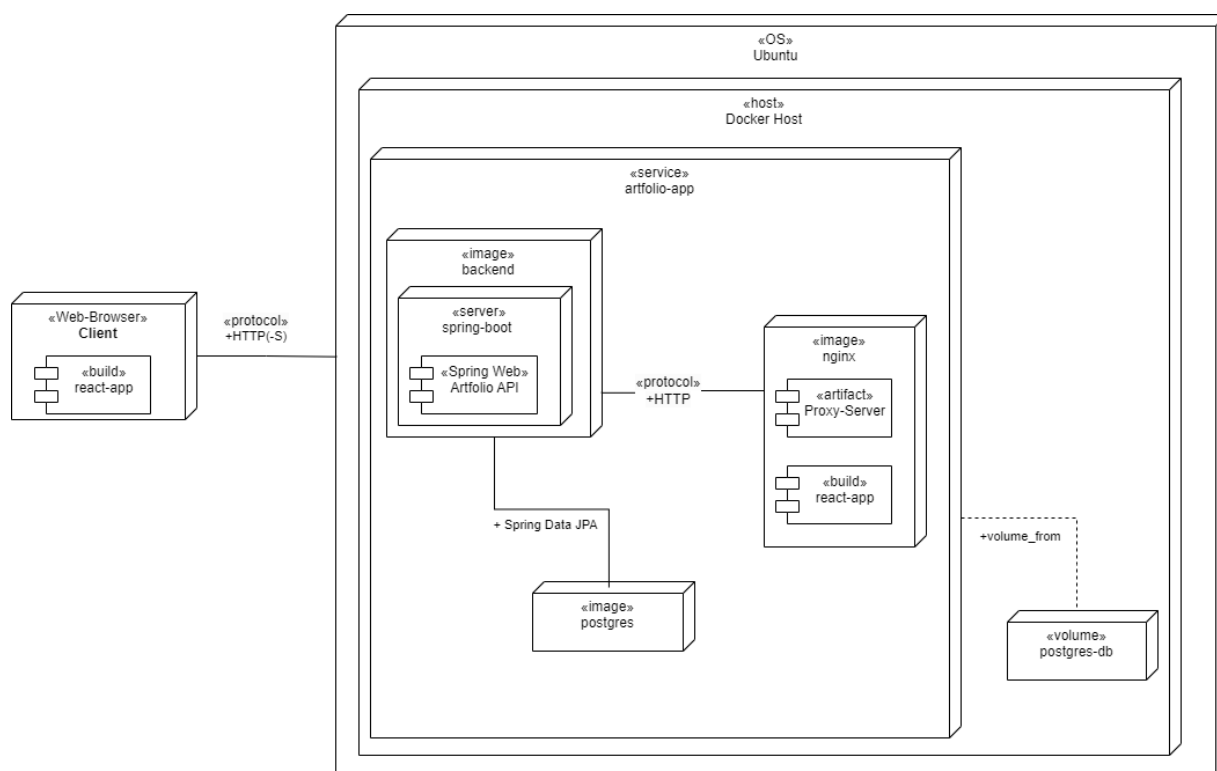 «OS»
Ubuntu
«host»
Docker Host
«service»
artfolio-app
«image»
backend
«server»
spring-boot
«Spring Web»
Artfolio API
«Web-Browser»
Client
«build»
react-app
«protocol»
+HTTP(-S)
«protocol»
+HTTP
«image»
nginx
«artifact»
Proxy-Server
«build»
react-app
+ Spring Data JPA
«image»
postgres
+volume_from
«volume»
postgres-db